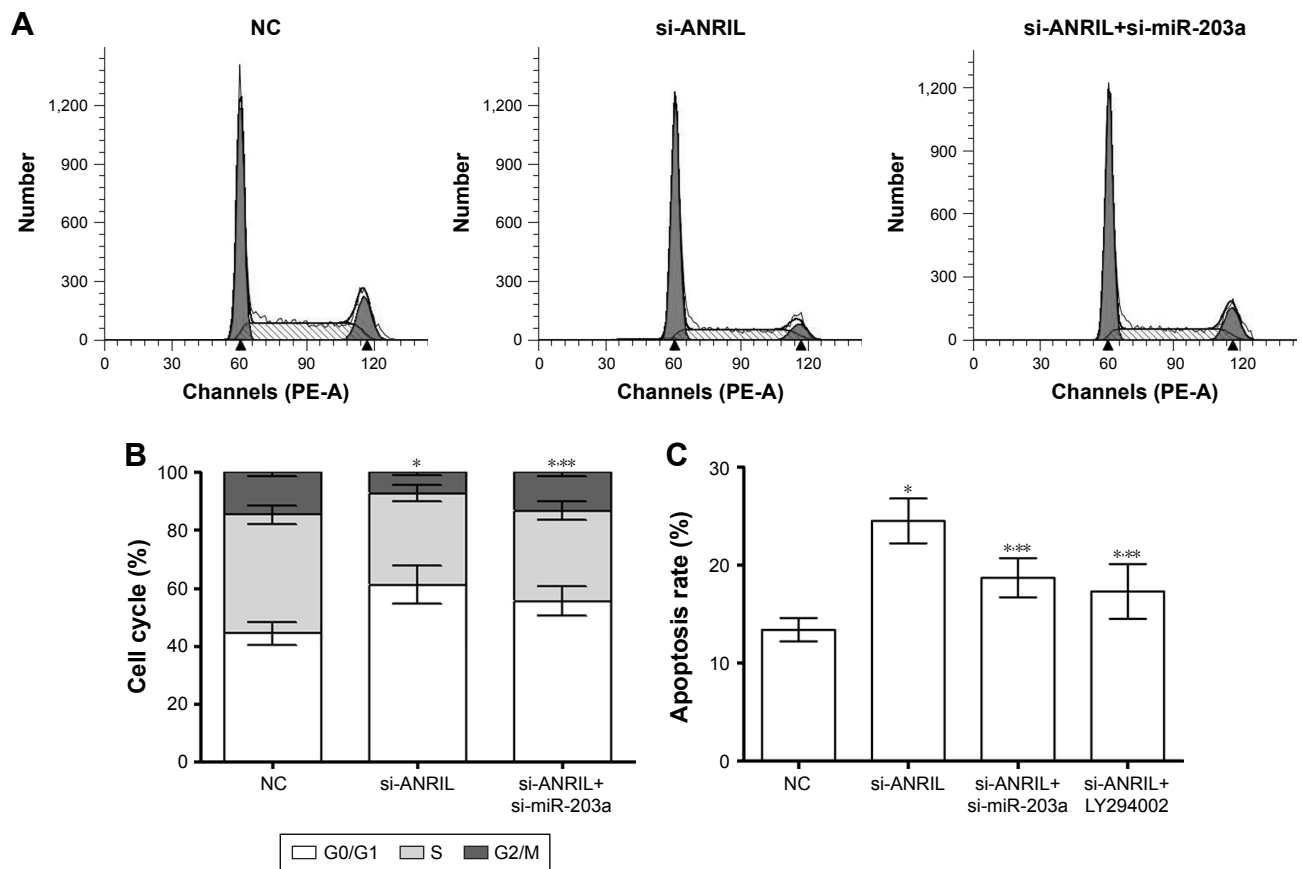 A
NC
si-ANRIL
si-ANRIL+si-miR-203a
Number
1,200
900
600
300
0
0 30 60 90 120
Channels (PE-A)
Number
1,200
900
600
300
0
0 30 60 90 120
Channels (PE-A)
Number
1,200
900
600
300
0
0 30 60 90 120
Channels (PE-A)
B
Cell cycle (%)
100
80
60
40
20
0
*
*,**
NC
si-ANRIL
si-ANRIL+
si-miR-203a
G0/G1 S G2/M
C
Apoptosis rate (%)
30
20
10
0
*
*,**
*,**
NC
si-ANRIL
si-ANRIL+
si-miR-203a
si-ANRIL+
LY294002